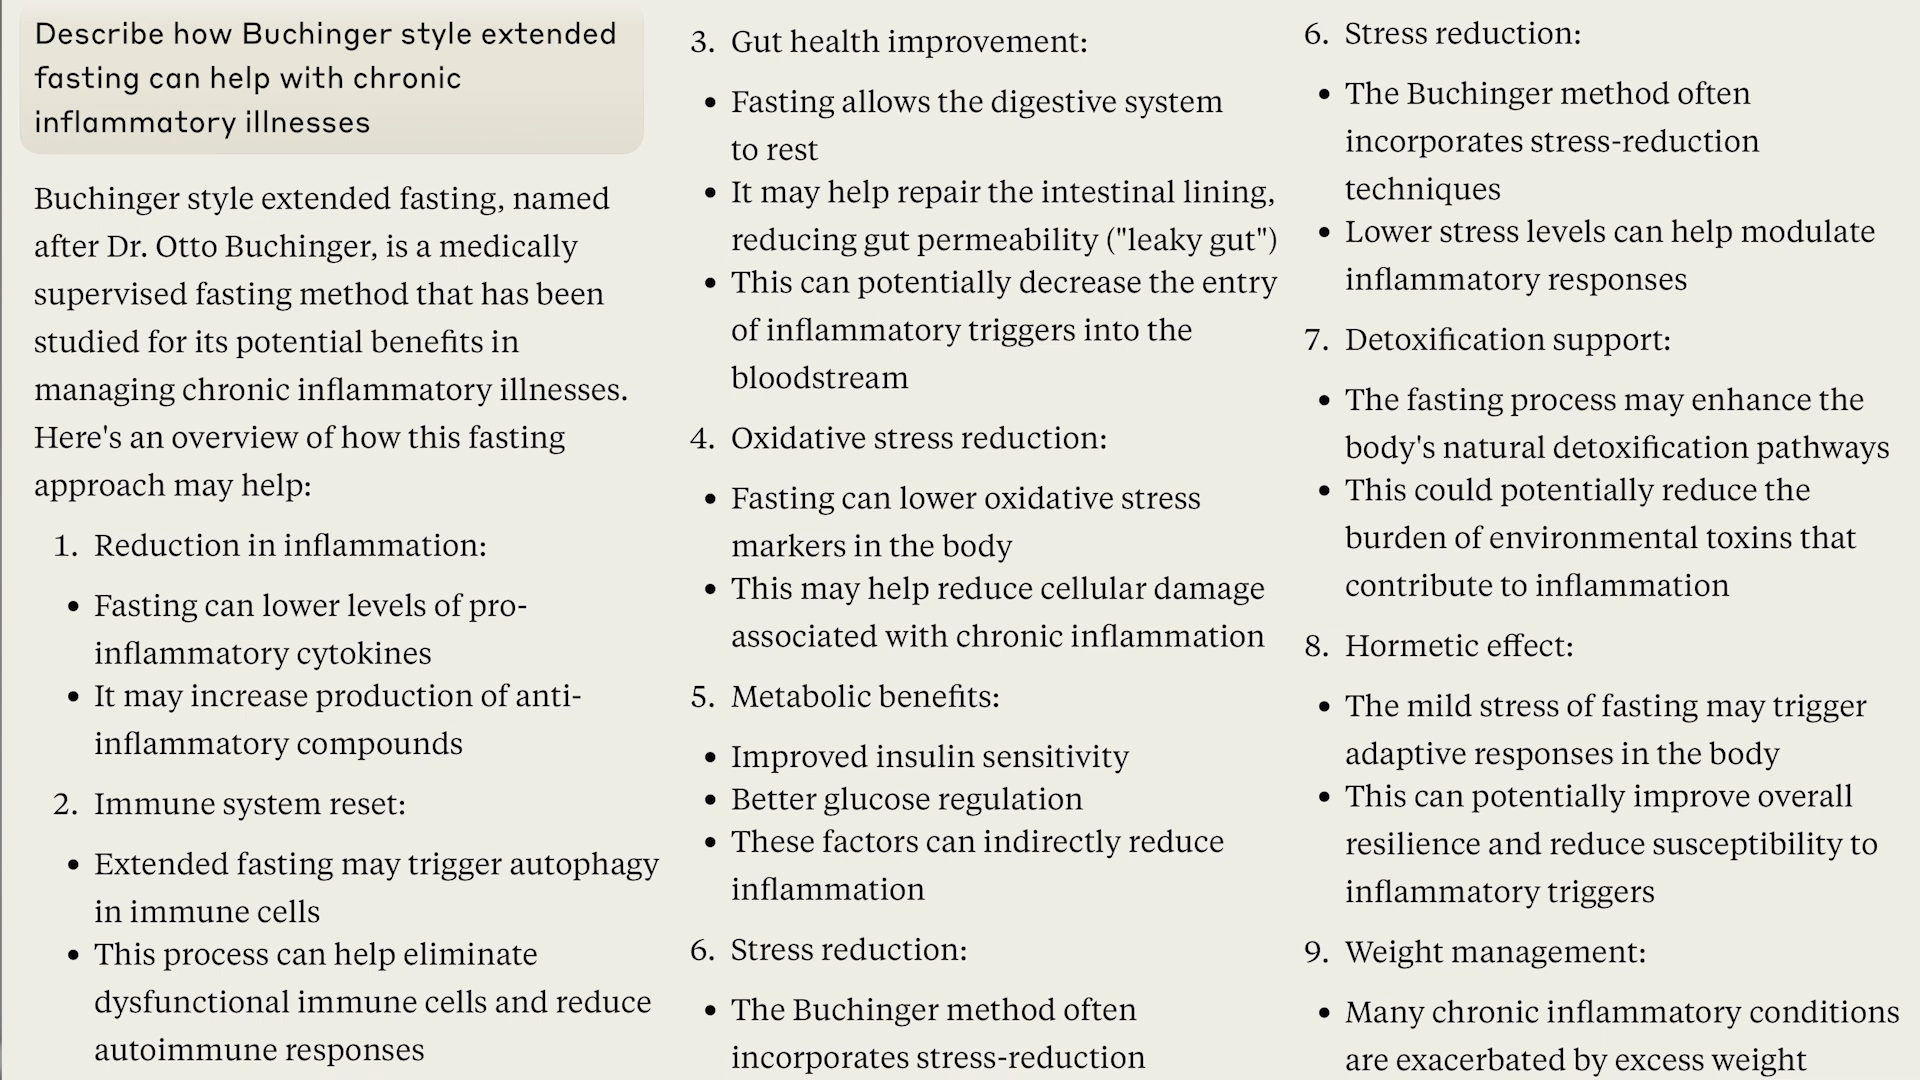 Describe how Buchinger style extended
fasting can help with chronic
inflammatory illnesses
Buchinger style extended fasting, named
after Dr. Otto Buchinger, is a medically
supervised fasting method that has been
studied for its potential benefits in
managing chronic inflammatory illnesses.
Here's an overview of how this fasting
approach may help:
1. Reduction in inflammation:
• Fasting can lower levels of pro-
inflammatory cytokines
• It may increase production of anti-
inflammatory compounds
2. Immune system reset:
• Extended fasting may trigger autophagy
in immune cells
• This process can help eliminate
dysfunctional immune cells and reduce
autoimmune responses
3. Gut health improvement:
• Fasting allows the digestive system
to rest
• It may help repair the intestinal lining,
reducing gut permeability ("leaky gut")
• This can potentially decrease the entry
of inflammatory triggers into the
bloodstream
4. Oxidative stress reduction:
• Fasting can lower oxidative stress
markers in the body
• This may help reduce cellular damage
associated with chronic inflammation
5. Metabolic benefits:
• Improved insulin sensitivity
• Better glucose regulation
• These factors can indirectly reduce
inflammation
6. Stress reduction:
• The Buchinger method often
incorporates stress-reduction
6. Stress reduction:
• The Buchinger method often
incorporates stress-reduction
techniques
• Lower stress levels can help modulate
inflammatory responses
7. Detoxification support:
• The fasting process may enhance the
body's natural detoxification pathways
• This could potentially reduce the
burden of environmental toxins that
contribute to inflammation
8. Hormetic effect:
• The mild stress of fasting may trigger
adaptive responses in the body
• This can potentially improve overall
resilience and reduce susceptibility to
inflammatory triggers
9. Weight management:
• Many chronic inflammatory conditions
are exacerbated by excess weight